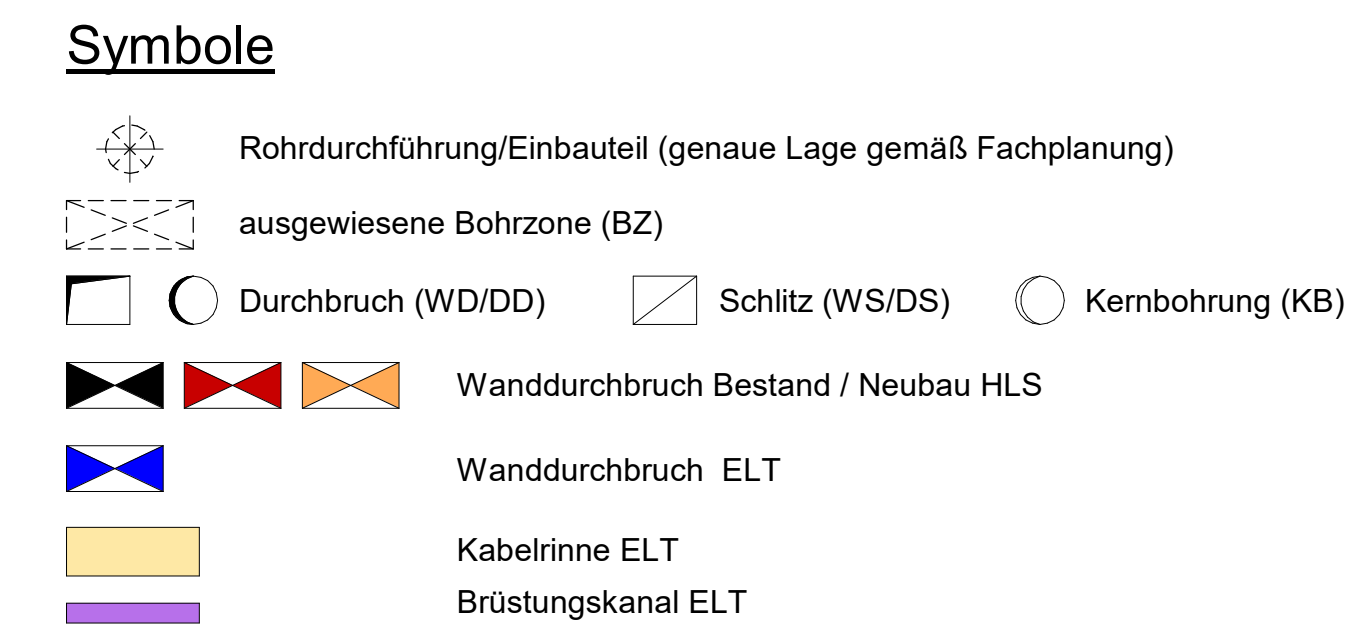 Symbole
Rohrdurchführung/Einbauteil (genaue Lage gemäß Fachplanung)
ausgewiesene Bohrzone (BZ)
Durchbruch (WD/DD) Schlitz (WS/DS) Kernbohrung (KB)
Wanddurchbruch Bestand / Neubau HLS
Wanddurchbruch ELT
Kabelrinne ELT
Brüstungskanal ELT